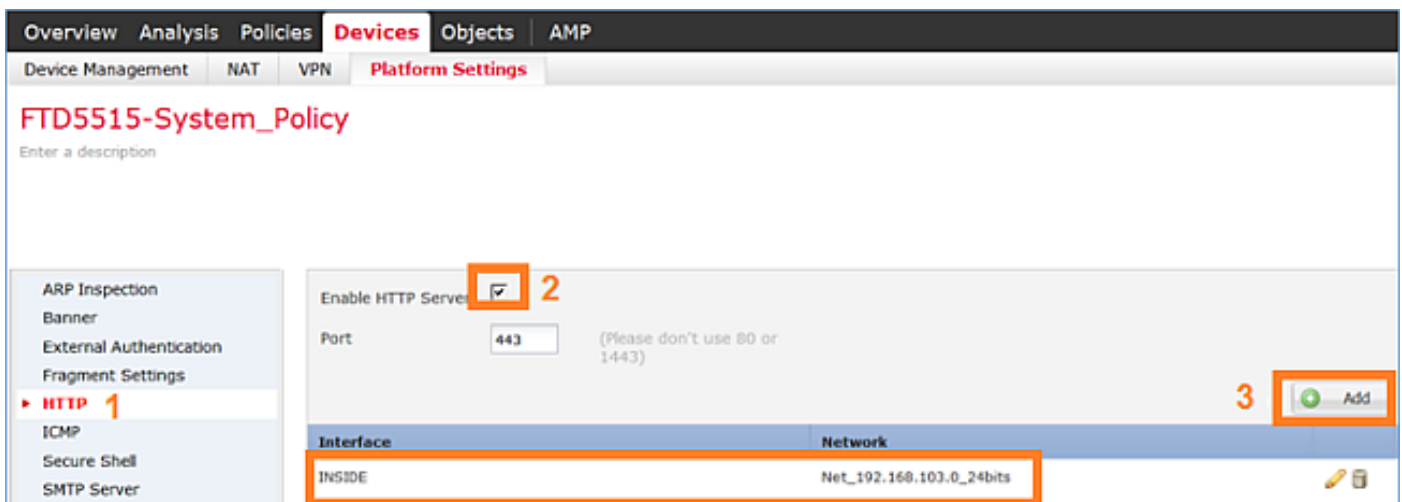 Overview Analysis Policies Devices Objects AMP
Device Management NAT VPN Platform Settings
FTD5515-System_Policy
Enter a description
ARP Inspection
Banner
External Authentication
Fragment Settings
HTTP 1
ICMP
Secure Shell
SMTP Server
Enable HTTP Server 2
Port 443 (Please don't use 80 or
1443)
3 Add
Interface Network
INSIDE Net_192.168.103.0_24bits